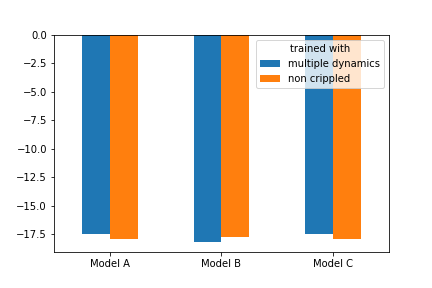 0.0
−2.5
−5.0
−7.5
−10.0
−12.5
−15.0
−17.5
trained with
multiple dynamics
non crippled
Model A
Model B
Model C